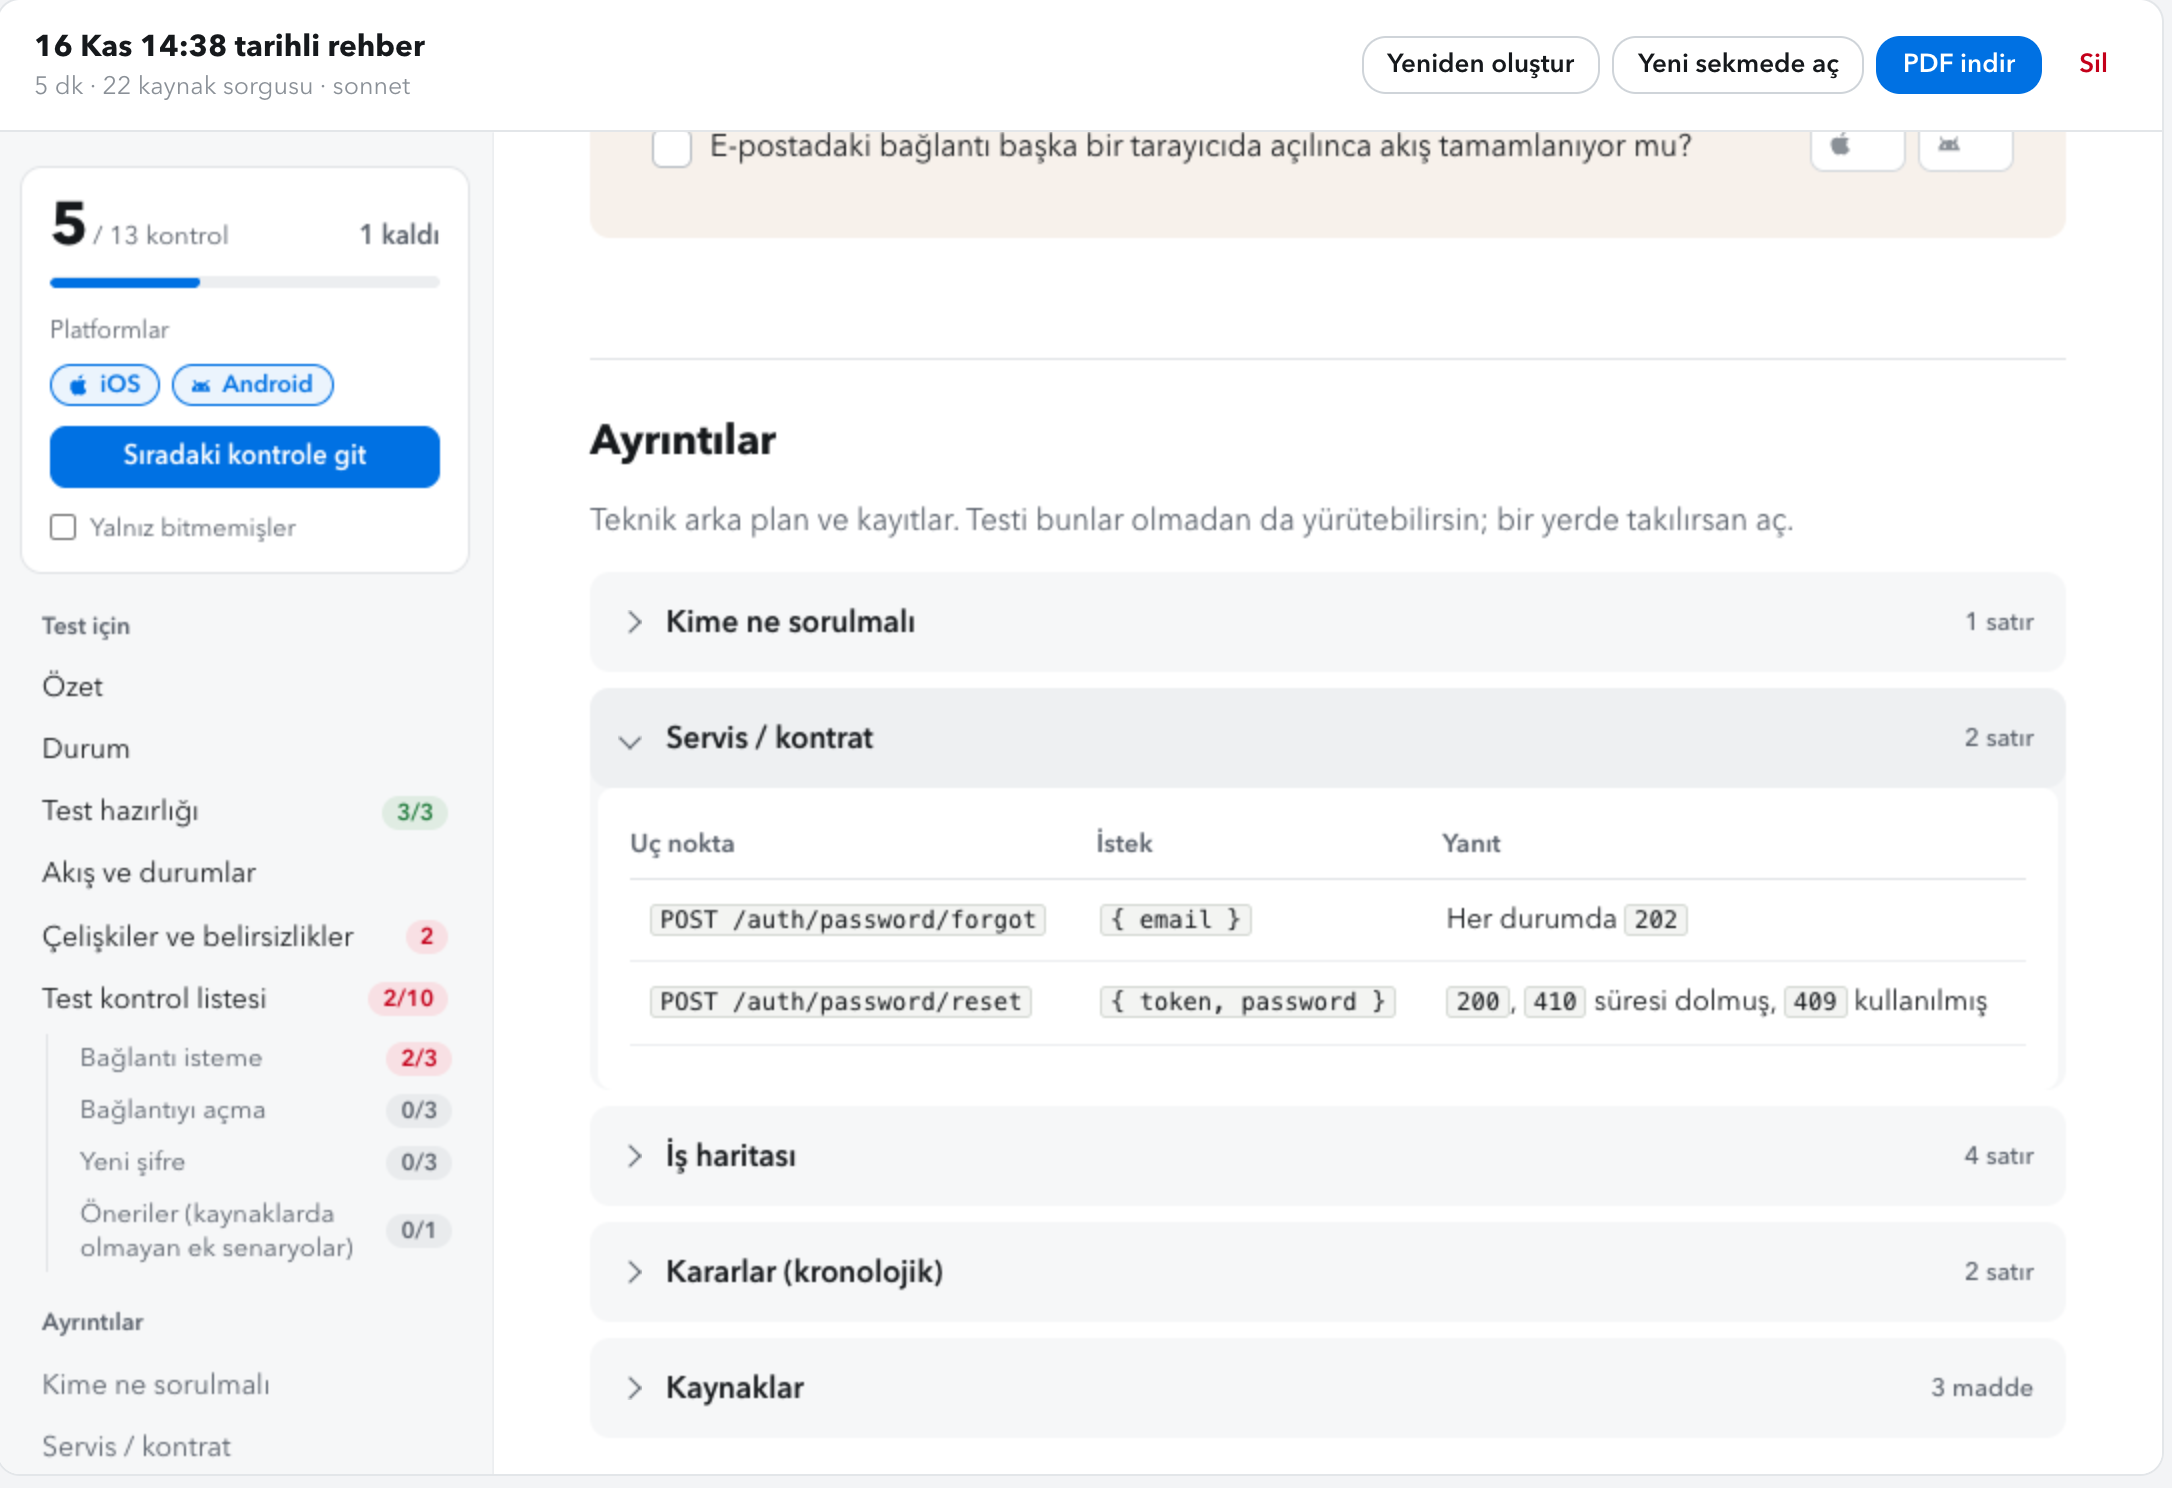 16 Kas 14:38 tarihli rehber
5 dk · 22 kaynak sorgusu · sonnet
Yeniden oluştur
Yeni sekmede aç
PDF indir
Sil
5 / 13 kontrol
1 kaldı
Platformlar
iOS
Android
Sıradaki kontrole git
Yalnız bitmemişler
Test için
Özet
Durum
Test hazırlığı 3/3
Akış ve durumlar
Çelişkiler ve belirsizlikler 2
Test kontrol listesi 2/10
Bağlantı isteme 2/3
Bağlantıyı açma 0/3
Yeni şifre 0/3
Öneriler (kaynaklarda
olmayan ek senaryolar) 0/1
Ayrıntılar
Kime ne sorulmalı
Servis / kontrat
E-postadaki bağlantı başka bir tarayıcıda açılınca akış tamamlanıyor mu?
Ayrıntılar
Teknik arka plan ve kayıtlar. Testi bunlar olmadan da yürütebilirsin; bir yerde takılırsan aç.
Kime ne sorulmalı 1 satır
Servis / kontrat 2 satır
Uç nokta İstek Yanıt
POST /auth/password/forgot { email } Her durumda 202
POST /auth/password/reset { token, password } 200, 410 süresi dolmuş, 409 kullanılmış
İş haritası 4 satır
Kararlar (kronolojik) 2 satır
Kaynaklar 3 madde